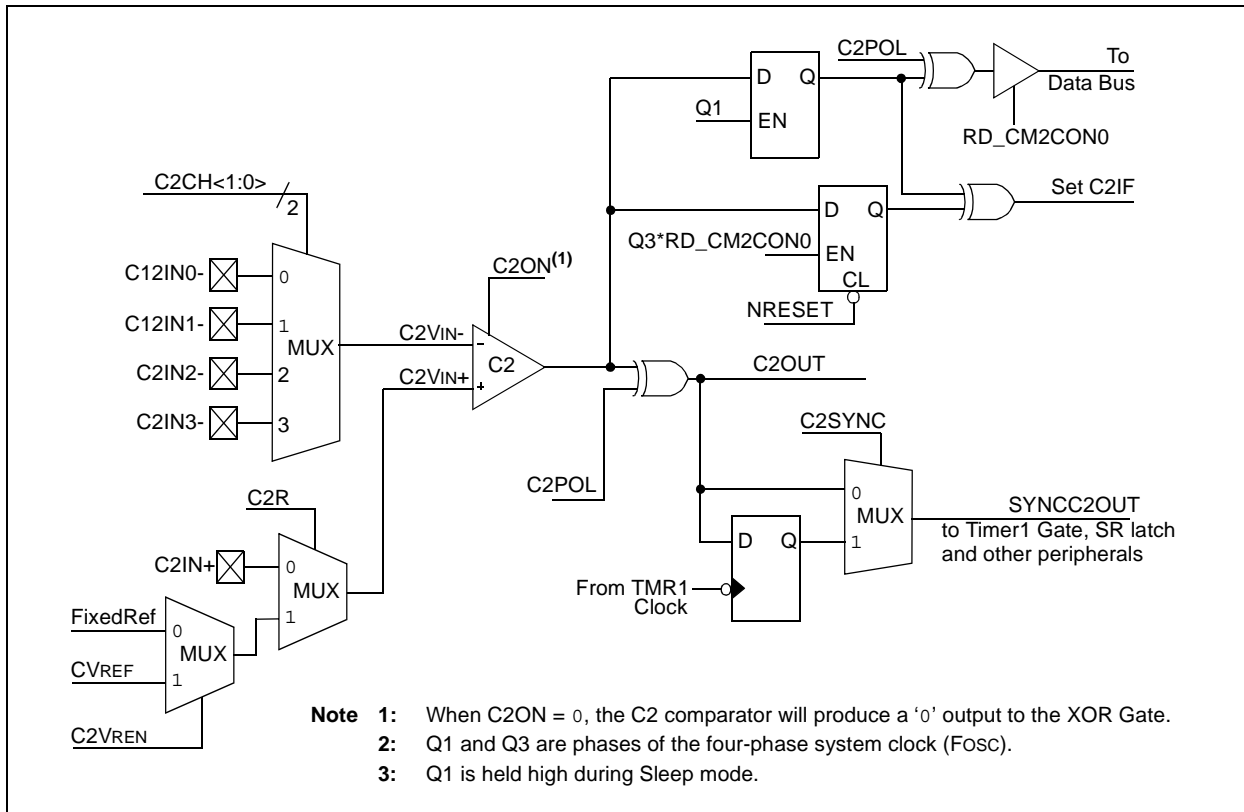 C2POL
To
Data Bus
D Q
Q1
EN
RD_CM2CON0
C2CH<1:0>
2
Set C2IF
D Q
Q3*RD_CM2CON0
EN
CL
NRESET
C2ON(1)
C12IN0-
0
C12IN1-
1
MUX
C2IN2-
2
C2IN3-
3
C2VIN-
-
C2
C2VIN+
+
C2OUT
C2POL
C2SYNC
0
MUX
1
SYNCC2OUT
to Timer1 Gate, SR latch
and other peripherals
D Q
From TMR1
Clock
C2R
C2IN+
0
MUX
1
FixedRef
0
MUX
CVREF
1
C2VREN
Note 1: When C2ON = 0, the C2 comparator will produce a ‘0’ output to the XOR Gate.
2: Q1 and Q3 are phases of the four-phase system clock (FOSC).
3: Q1 is held high during Sleep mode.